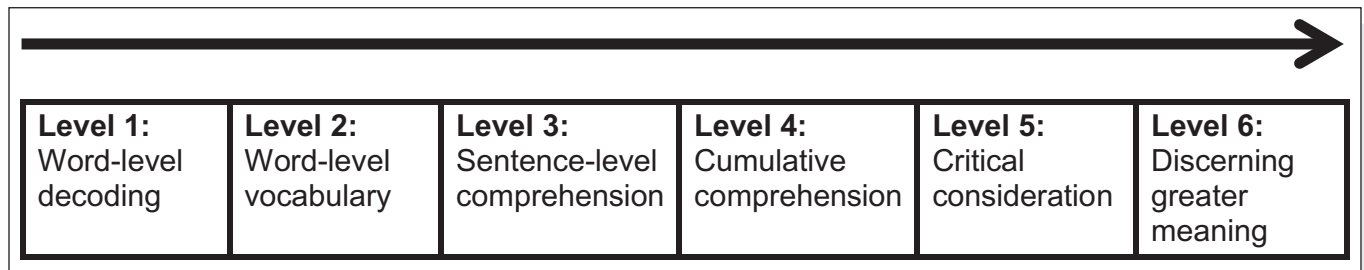 Level 1:
Word-level
decoding
Level 2:
Word-level
vocabulary
Level 3:
Sentence-level
comprehension
Level 4:
Cumulative
comprehension
Level 5:
Critical
consideration
Level 6:
Discerning
greater
meaning